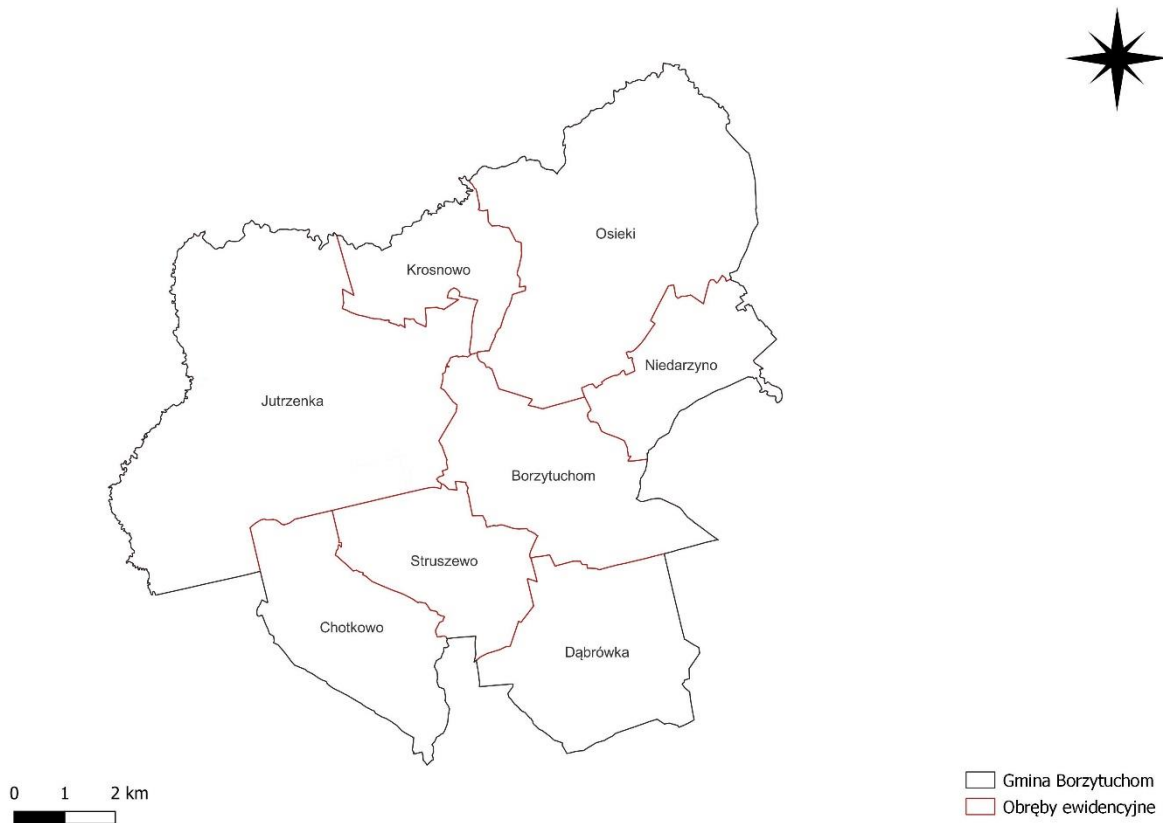 Osieki
Krosnowo
Niedarzyno
Jutrzenka
Borzytuchom
Struszewo
Chotkowo
Dąbrówka
0 1 2 km
Gmina Borzytuchom
Obręby ewidencyjne